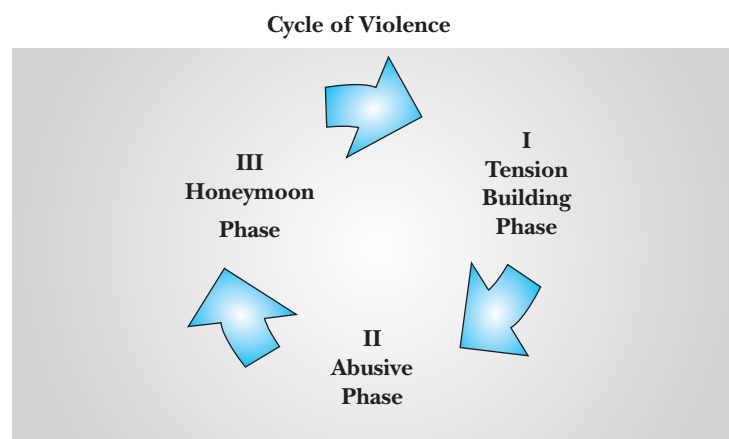 Cycle of Violence
I
Tension
Building
Phase
II
Abusive
Phase
III
Honeymoon
Phase